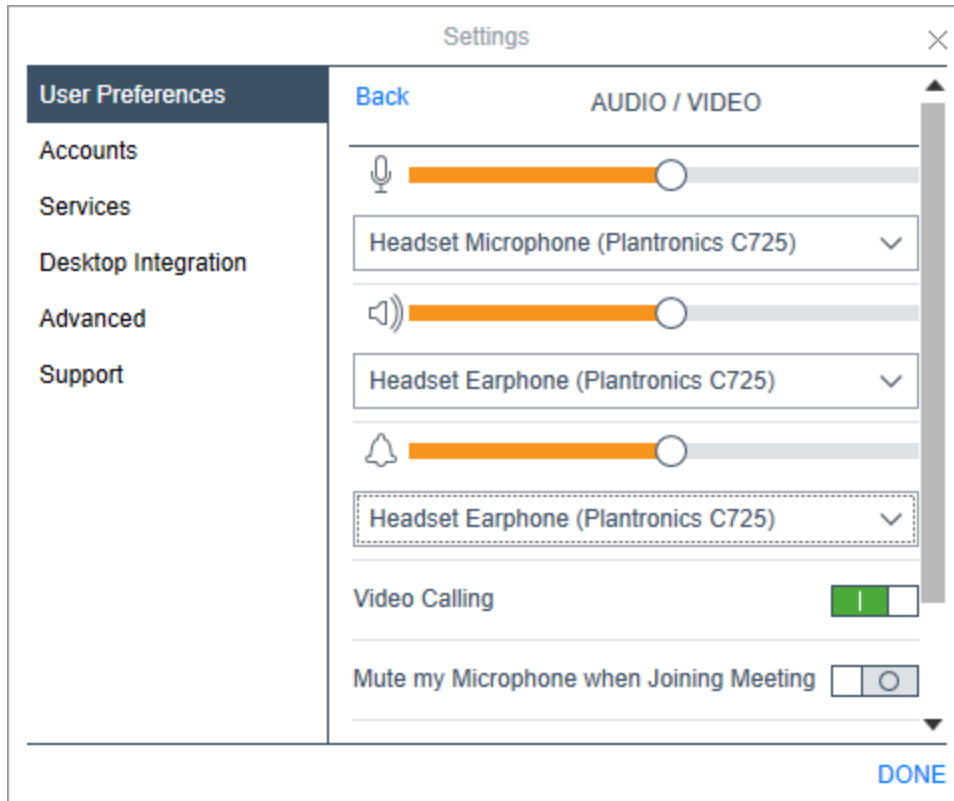 Settings
User Preferences
Accounts
Services
Desktop Integration
Advanced
Support
Back
AUDIO / VIDEO
Headset Microphone (Plantronics C725)
Headset Earphone (Plantronics C725)
Headset Earphone (Plantronics C725)
Video Calling
Mute my Microphone when Joining Meeting
DONE